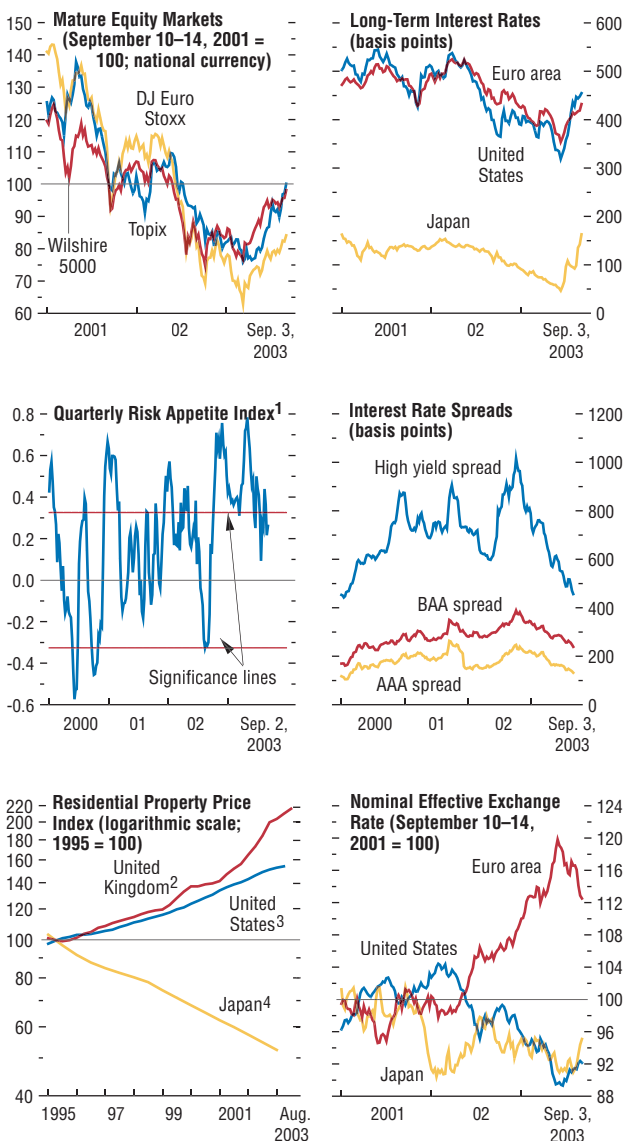 Mature Equity Markets
(September 10–14, 2001 =
100; national currency)
150
140
130
120
110
100
90
80
70
60
DJ Euro
Stoxx
Wilshire
5000
Topix
2001
02
Sep. 3,
2003
Long-Term Interest Rates
(basis points)
600
500
400
300
200
100
0
Euro area
United
States
Japan
2001
02
Sep. 3,
2003
Quarterly Risk Appetite Index1
0.8
0.6
0.4
0.2
0.0
-0.2
-0.4
-0.6
Significance lines
2000
01
02
Sep. 2,
2003
Interest Rate Spreads
(basis points)
1200
1000
800
600
400
200
0
High yield spread
BAA spread
AAA spread
2000
01
02
Sep. 3,
2003
Residential Property Price
Index (logarithmic scale;
1995 = 100)
220
200
180
160
140
120
100
80
60
40
United
Kingdom2
United
States3
Japan4
1995
97
99
2001
Aug.
2003
Nominal Effective Exchange
Rate (September 10–14,
2001 = 100)
124
120
116
112
108
104
100
96
92
88
Euro area
United States
Japan
2001
02
Sep. 3,
2003